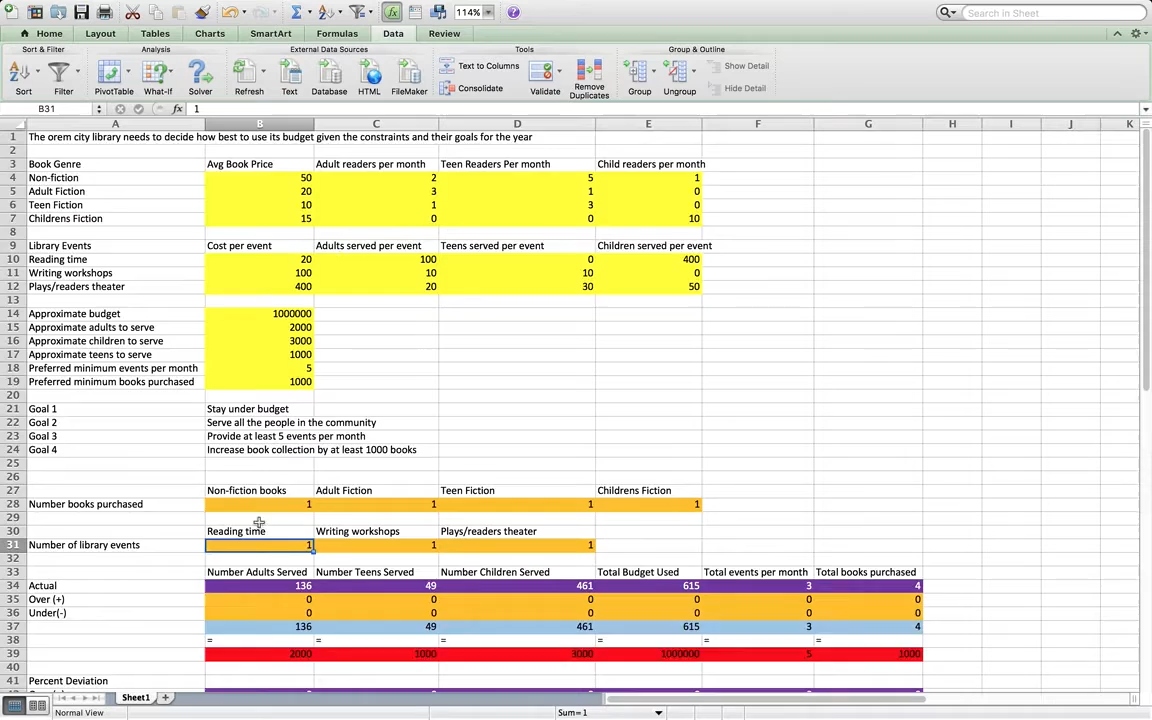 114% Search in Sheet
Home Layout Tables Charts SmartArt Formulas Data Review
Sort & Filter Analysis External Data Sources Tools Group & Outline
Sort Filter PivotTable What-If Solver Refresh Text Database HTML FileMaker Text to Columns Consolidate Validate Remove Duplicates Group Ungroup Show Detail Hide Detail
B31 fx 1
A B C D E F G H I J K
1 The orem city library needs to decide how best to use its budget given the constraints and their goals for the year
2
3 Book Genre Avg Book Price Adult readers per month Teen Readers Per month Child readers per month
4 Non-fiction 50 2 5 1
5 Adult Fiction 20 3 1 0
6 Teen Fiction 10 1 3 0
7 Childrens Fiction 15 0 0 10
8
9 Library Events Cost per event Adults served per event Teens served per event Children served per event
10 Reading time 20 100 0 400
11 Writing workshops 100 10 10 0
12 Plays/readers theater 400 20 30 50
13
14 Approximate budget 1000000
15 Approximate adults to serve 2000
16 Approximate children to serve 3000
17 Approximate teens to serve 1000
18 Preferred minimum events per month 5
19 Preferred minimum books purchased 1000
20
21 Goal 1 Stay under budget
22 Goal 2 Serve all the people in the community
23 Goal 3 Provide at least 5 events per month
24 Goal 4 Increase book collection by at least 1000 books
25
26
27 Non-fiction books Adult Fiction Teen Fiction Childrens Fiction
28 Number books purchased 1 1 1 1
29
30 Reading time Writing workshops Plays/readers theater
31 Number of library events 1 1 1
32
33 Number Adults Served Number Teens Served Number Children Served Total Budget Used Total events per month Total books purchased
34 Actual 136 49 461 615 3 4
35 Over (+) 0 0 0 0 0 0
36 Under(-) 0 0 0 0 0 0
37 136 49 461 615 3 4
38 = = = = = =
39 2000 1000 3000 1000000 5 1000
40
41 Percent Deviation
Sheet1
Normal View Sum=1